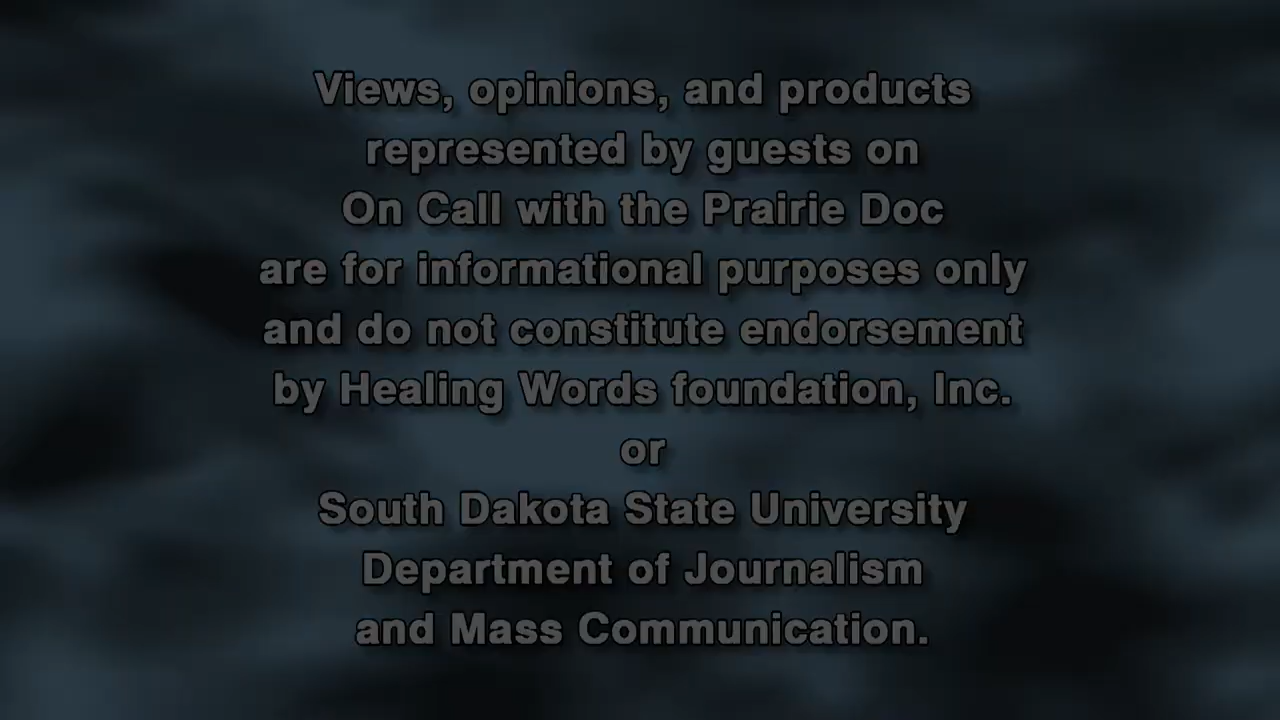 Views, opinions, and products
represented by guests on
On Call with the Prairie Doc
are for informational purposes only
and do not constitute endorsement
by Healing Words foundation, Inc.
or
South Dakota State University
Department of Journalism
and Mass Communication.